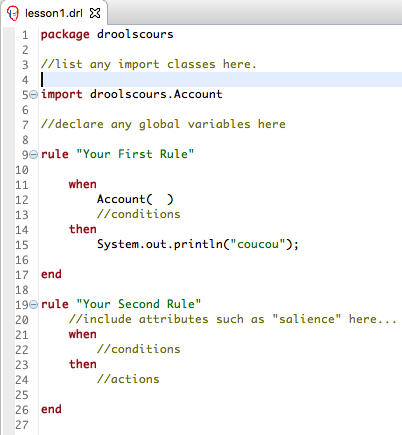 lesson1.drl
1 package droolscours
2
3 //list any import classes here.
4
5 import droolscours.Account
6
7 //declare any global variables here
8
9 rule "Your First Rule"
10
11 when
12 Account(  )
13 //conditions
14 then
15 System.out.println("coucou");
16
17 end
18
19 rule "Your Second Rule"
20 //include attributes such as "salience" here...
21 when
22 //conditions
23 then
24 //actions
25
26 end
27